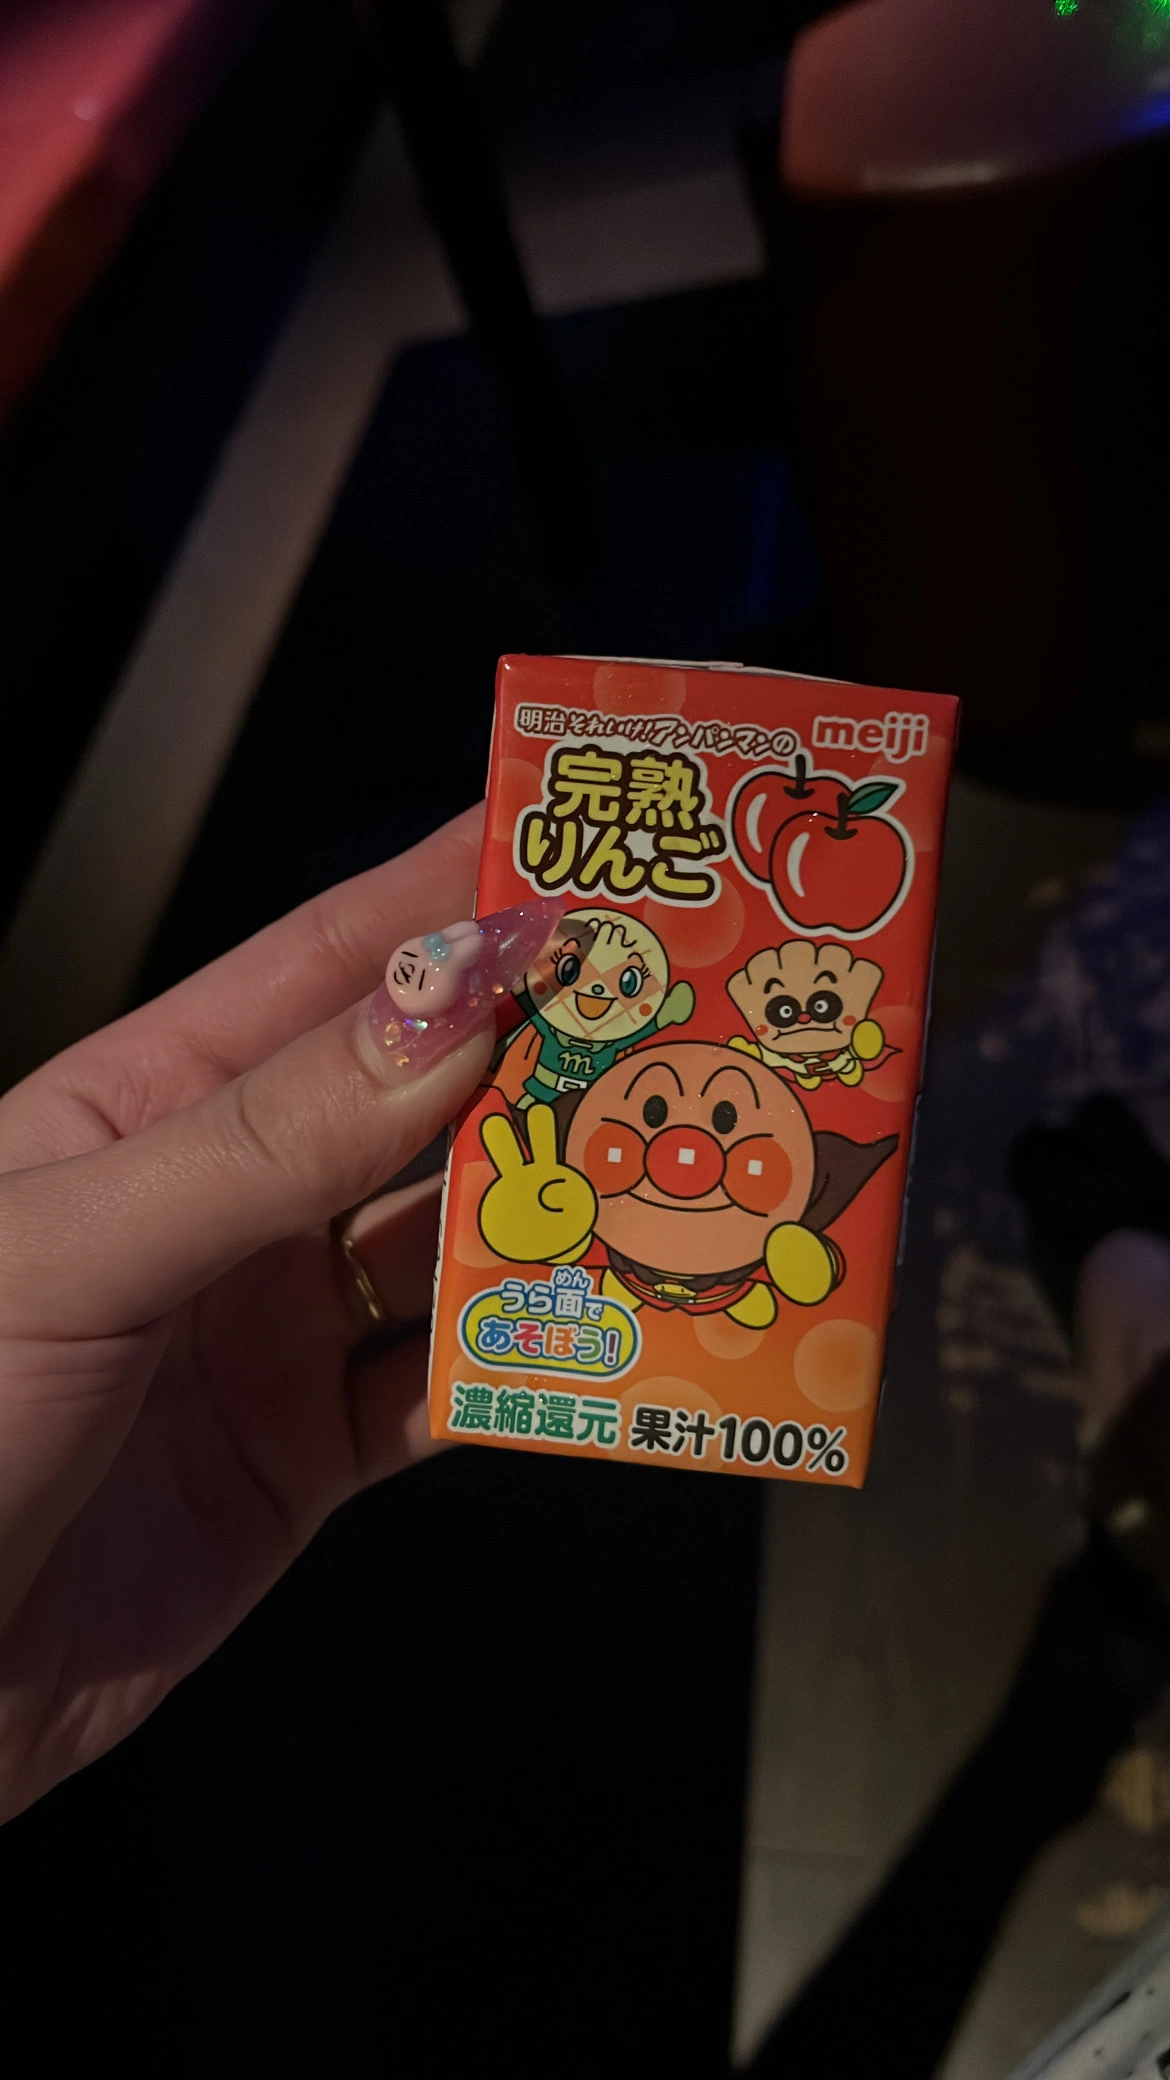 明治それいけ!アンパンマンの
meiji
完熟
りんご
m
めん
うら面で
あそぼう!
濃縮還元 果汁100%